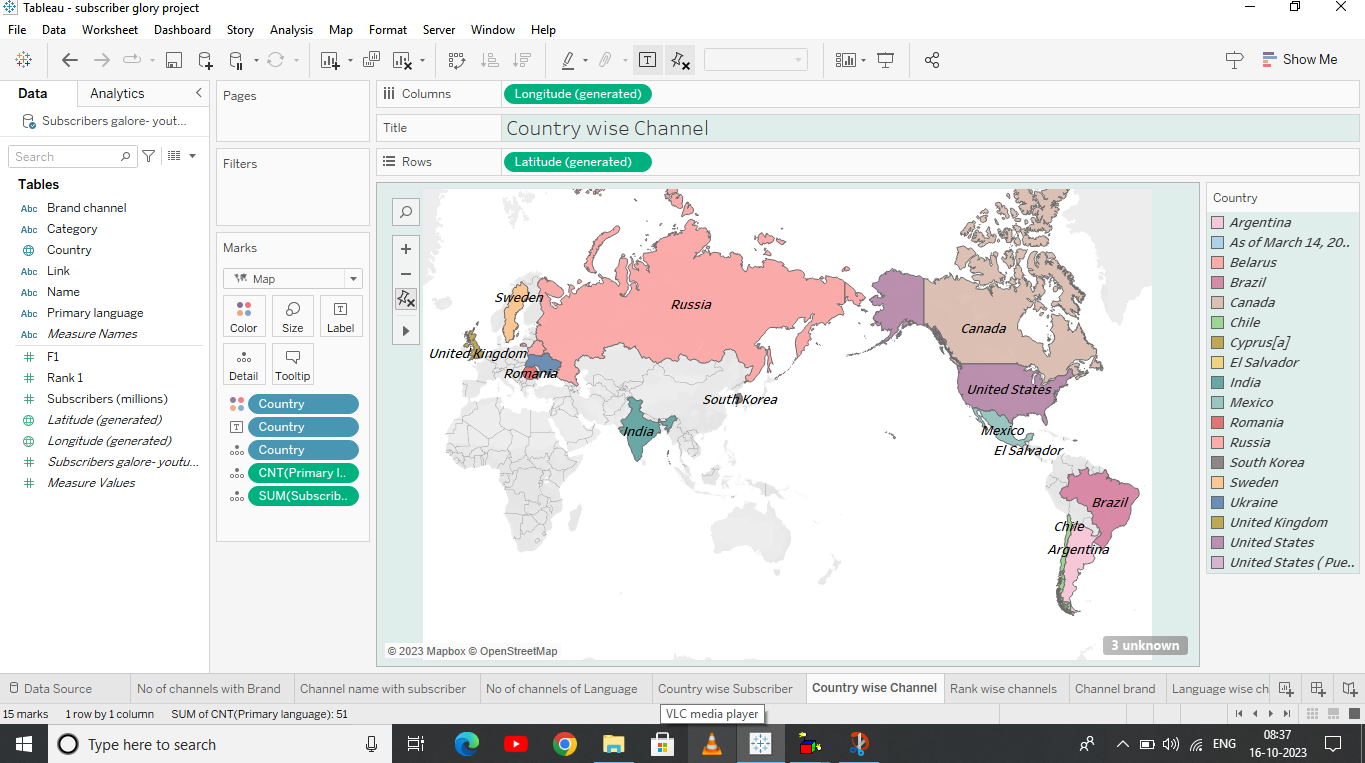 Tableau - subscriber glory project
File Data Worksheet Dashboard Story Analysis Map Format Server Window Help
Show Me
Data Analytics
Subscribers galore- yout...
Search
Tables
Abc Brand channel
Abc Category
Country
Abc Link
Abc Name
Abc Primary language
Abc Measure Names
# F1
# Rank 1
# Subscribers (millions)
Latitude (generated)
Longitude (generated)
# Subscribers galore- youtu...
# Measure Values
Pages
Filters
Marks
Map
Color Size Label
Detail Tooltip
Country
Country
Country
CNT(Primary l..
SUM(Subscrib..
Columns Longitude (generated)
Title Country wise Channel
Rows Latitude (generated)
Sweden
Russia
Canada
United Kingdom
Romania
United States
South Korea
India
Mexico
El Salvador
Brazil
Chile
Argentina
© 2023 Mapbox © OpenStreetMap
3 unknown
Country
Argentina
As of March 14, 20..
Belarus
Brazil
Canada
Chile
Cyprus[a]
El Salvador
India
Mexico
Romania
Russia
South Korea
Sweden
Ukraine
United Kingdom
United States
United States ( Pue..
Data Source No of channels with Brand Channel name with subscriber No of channels of Language Country wise Subscriber Country wise Channel Rank wise channels Channel brand Language wise ch
15 marks 1 row by 1 column SUM of CNT(Primary language): 51
VLC media player
Type here to search
ENG
08:37
16-10-2023